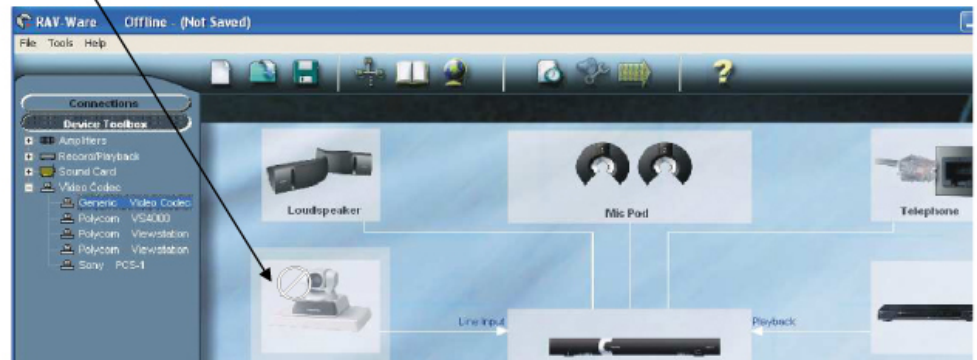 RAV-Ware Offline - (Not Saved)
File Tools Help
Connections
Device Toolbox
Amplifiers
Record/Playback
Sound Card
Video Codec
Generic Video Codec
Polycom VS4000
Polycom Viewstation
Polycom Viewstation
Sony PCS-1
Loudspeaker
Mic Pod
Telephone
Line Input
Playback